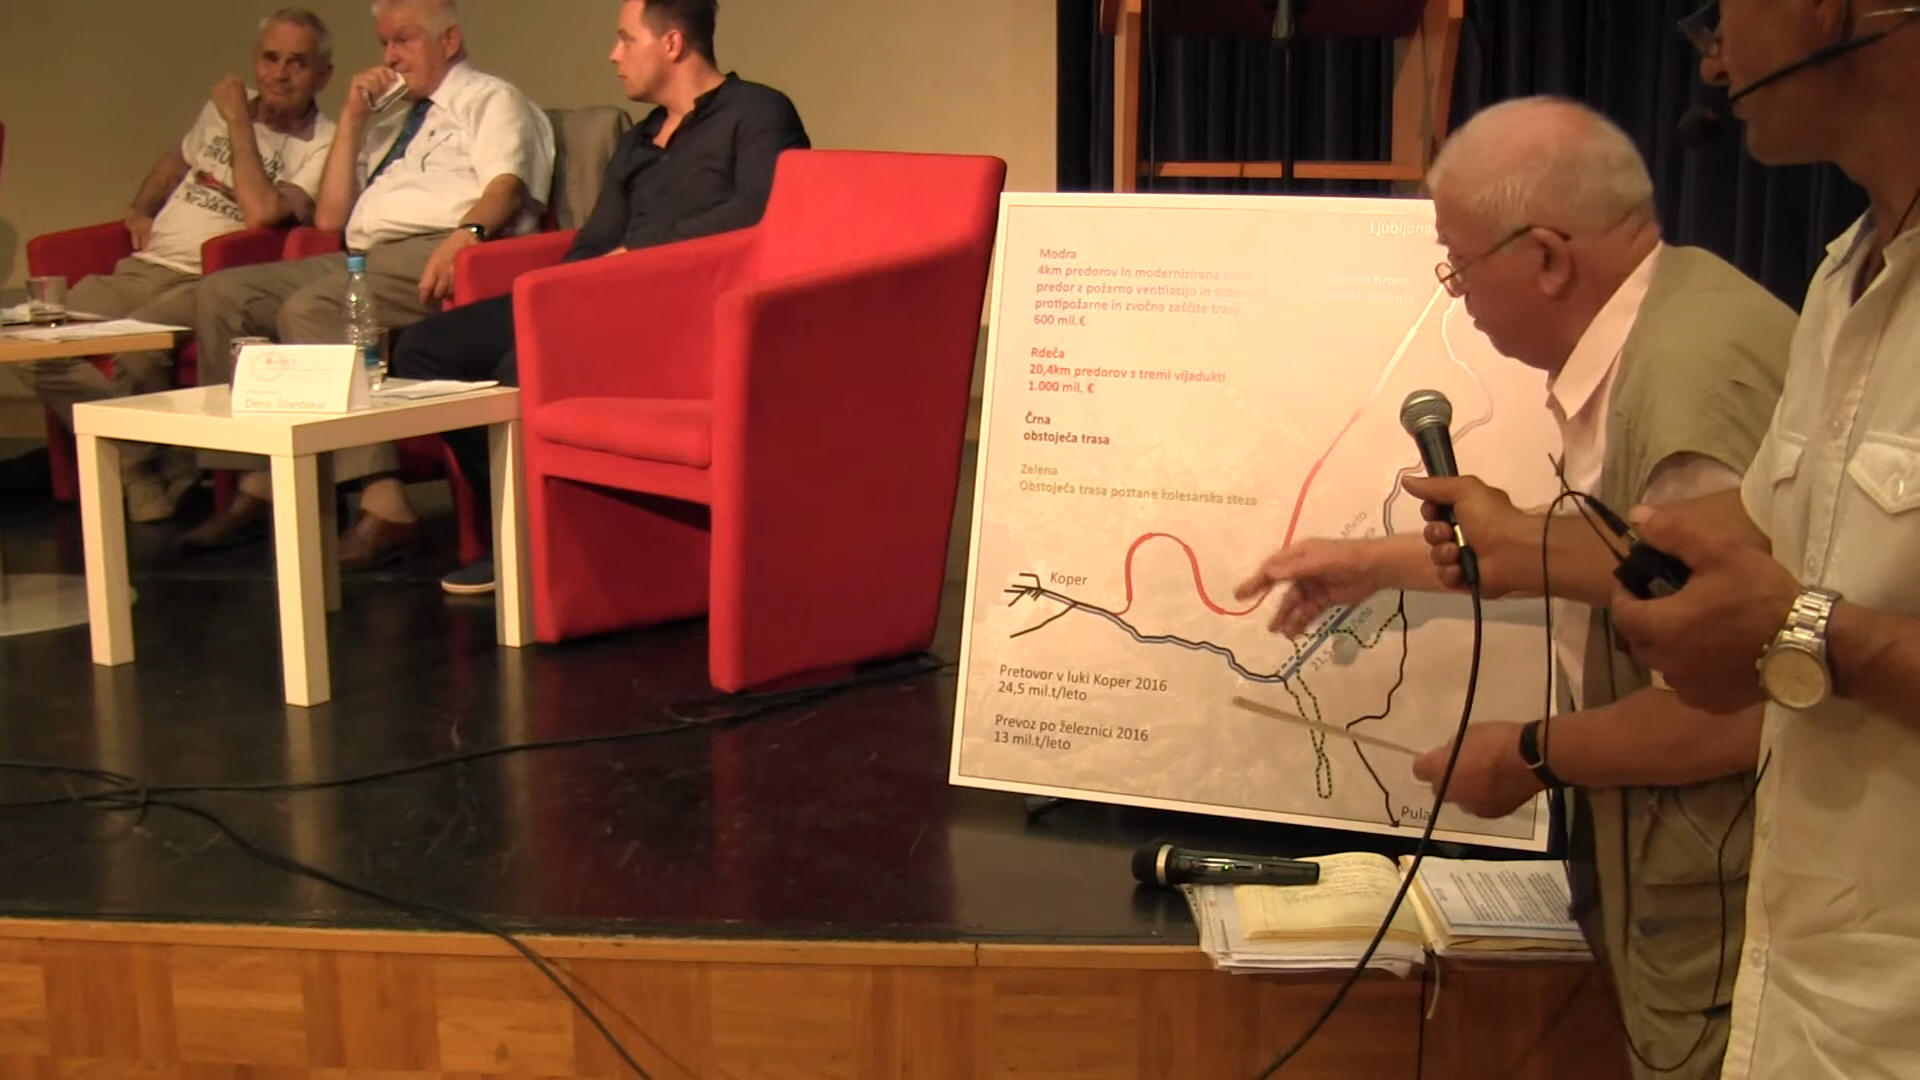 Ljubljana
Modra
4km predorov in modernizirana
predor z požarno ventilacijo in
protipožarne in zvočne zaščite trase
600 mil.€
Rdeča
20,4km predorov s tremi vijadukti
1.000 mil. €
Črna
obstoječa trasa
Zelena
Obstoječa trasa postane kolesarska steza
Koper
Pretovor v luki Koper 2016
24,5 mil.t/leto
Prevoz po železnici 2016
13 mil.t/leto
Pula